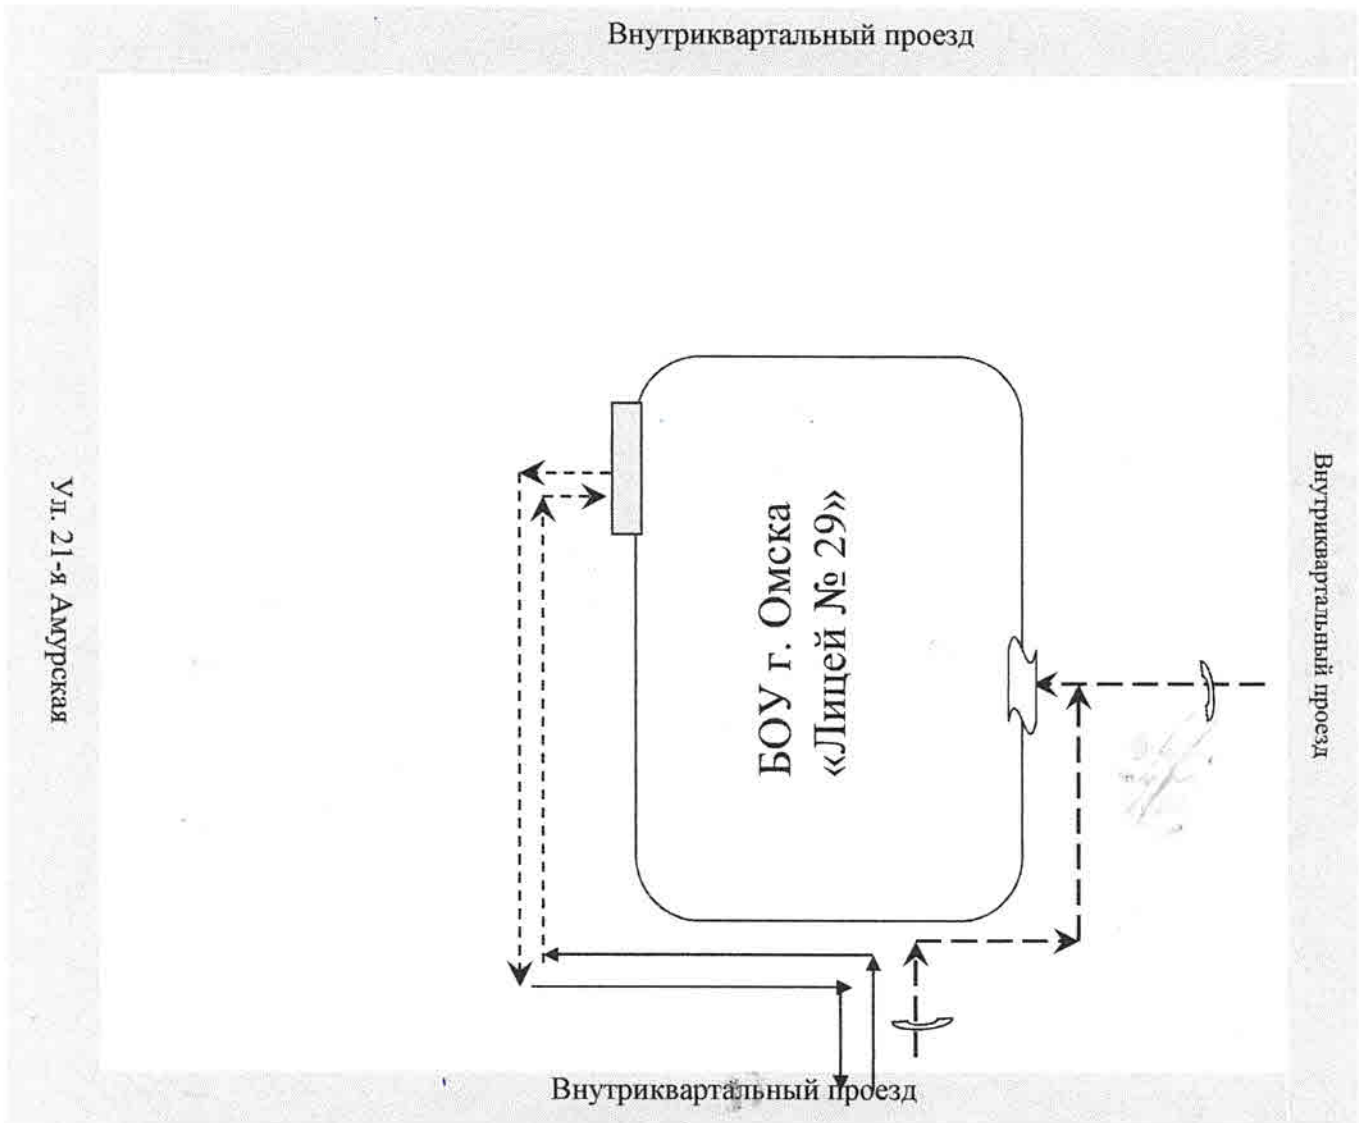 Внутриквартальный проезд
Ул. 21-я Амурская
БОУ г. Омска
«Лицей № 29»
Внутриквартальный проезд
Внутриквартальный проезд